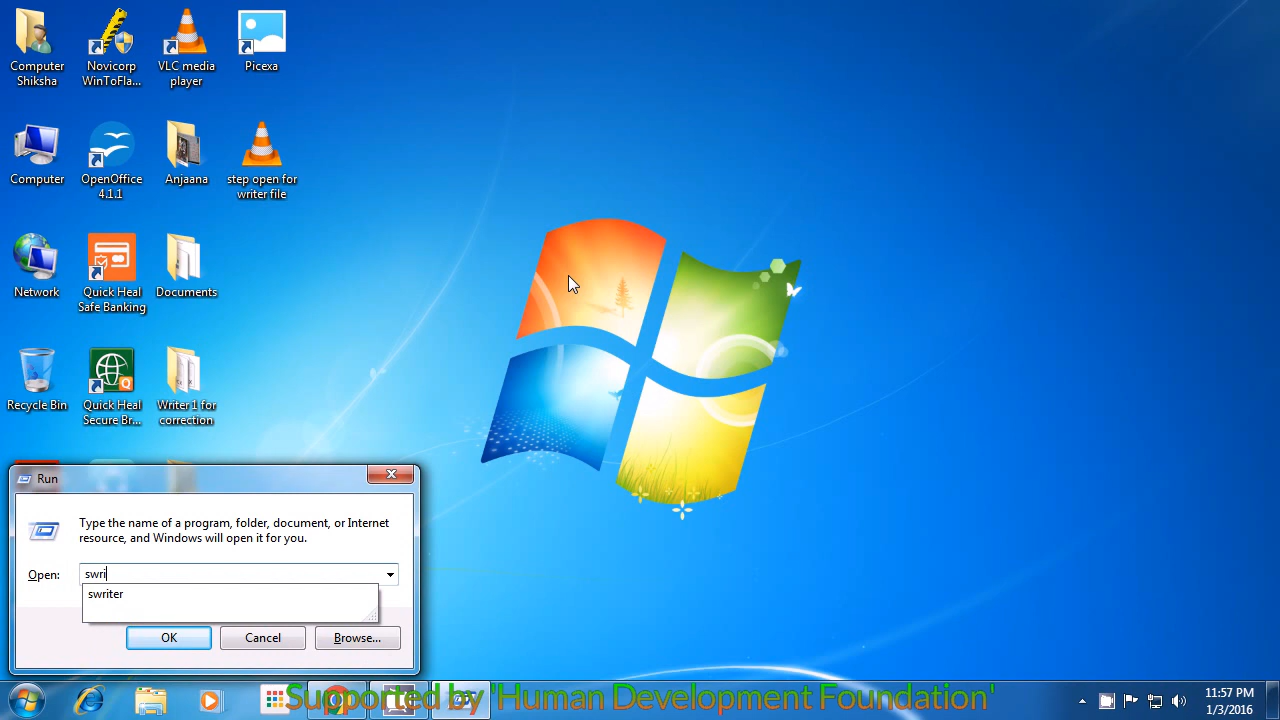 Computer Shiksha
Novicorp WinToFla...
VLC media player
Picexa
Computer
OpenOffice 4.1.1
Anjaana
step open for writer file
Network
Quick Heal Safe Banking
Documents
Recycle Bin
Quick Heal Secure Br...
Writer 1 for correction
Run
Type the name of a program, folder, document, or Internet
resource, and Windows will open it for you.
Open:
swri
swriter
OK
Cancel
Browse...
Supported by 'Human Development Foundation'
11:57 PM
1/3/2016